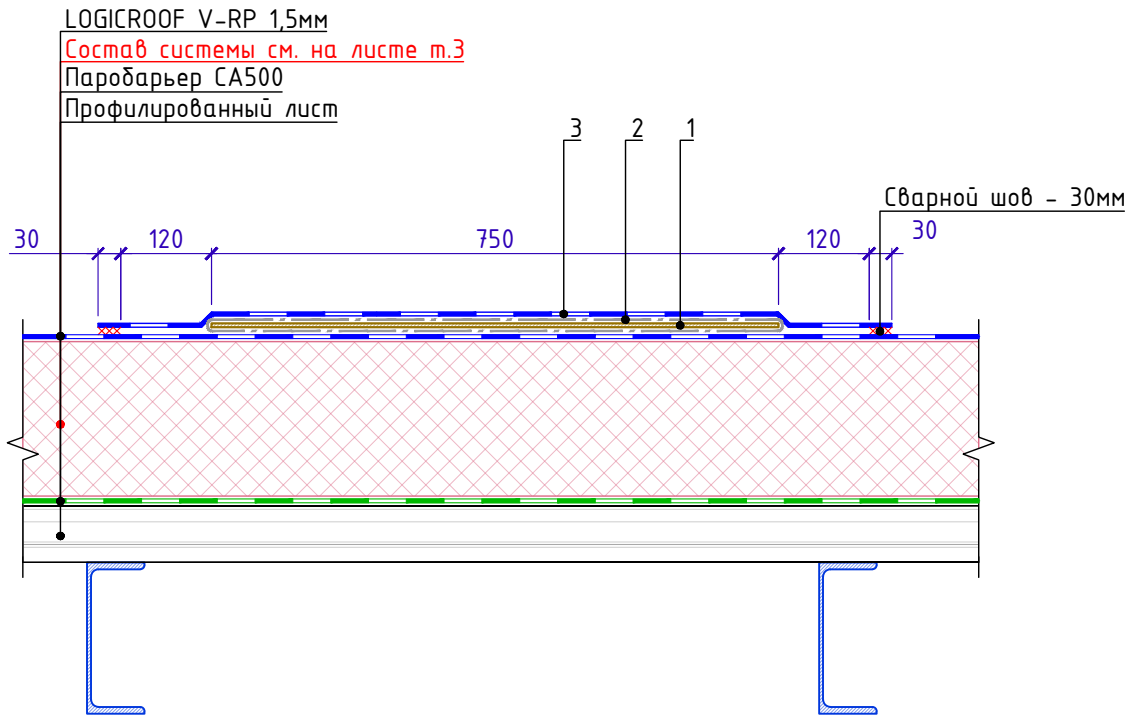 LOGICROOF V-RP 1,5мм
Состав системы см. на листе т.3
Паробарьер СА500
Профилированный лист
3 2 1
Сварной шов - 30мм
30 120 750 120 30